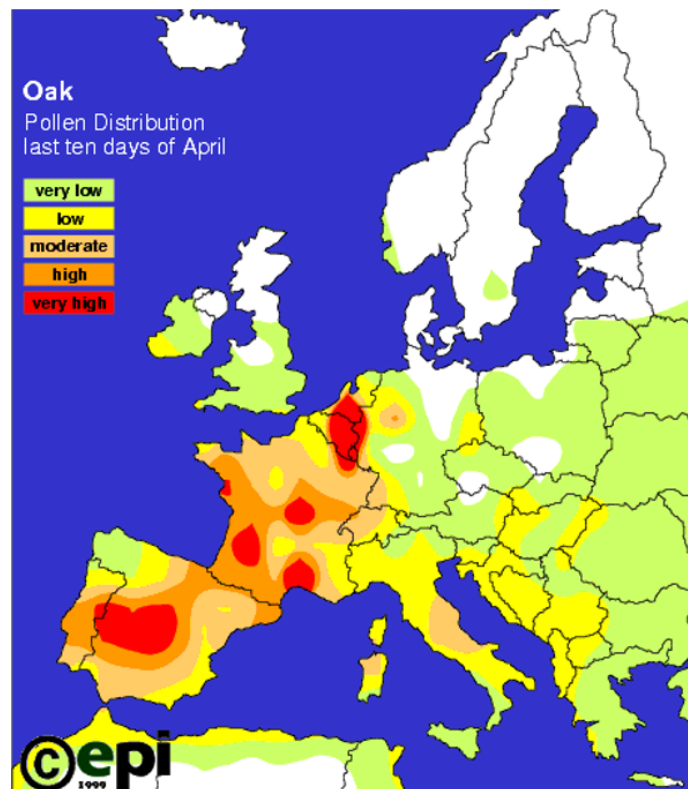 Oak
Pollen Distribution
last ten days of April
very low
low
moderate
high
very high
©epi
1999